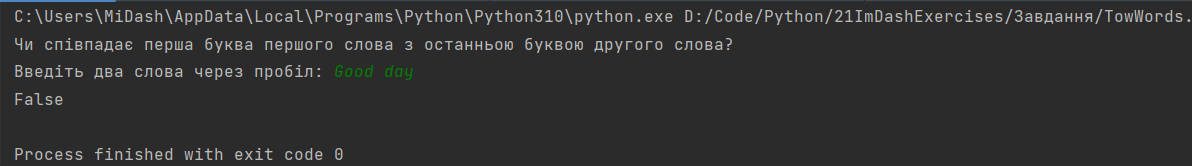 C:\Users\MiDash\AppData\Local\Programs\Python\Python310\python.exe D:/Code/Python/21ImDashExercises/Завдання/TowWords.
Чи співпадає перша буква першого слова з останньою буквою другого слова?
Введіть два слова через пробіл: Good day
False
Process finished with exit code 0